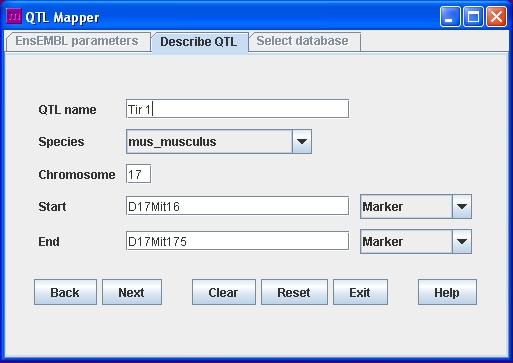 QTL Mapper
EnsEMBL parameters Describe QTL Select database
QTL name Tir 1
Species mus_musculus
Chromosome 17
Start D17Mit16 Marker
End D17Mit175 Marker
Back Next Clear Reset Exit Help